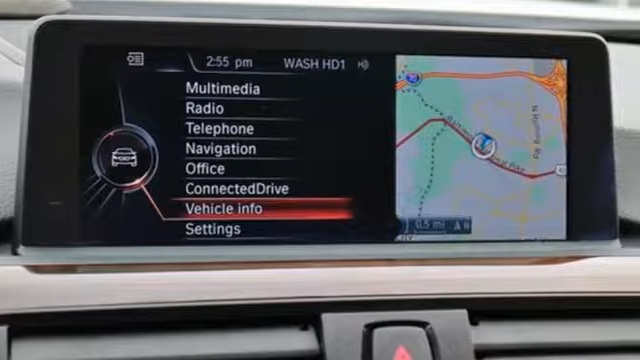 2:55 pm WASH HD1
Multimedia
Radio
Telephone
Navigation
Office
ConnectedDrive
Vehicle info
Settings
0.5 mi N